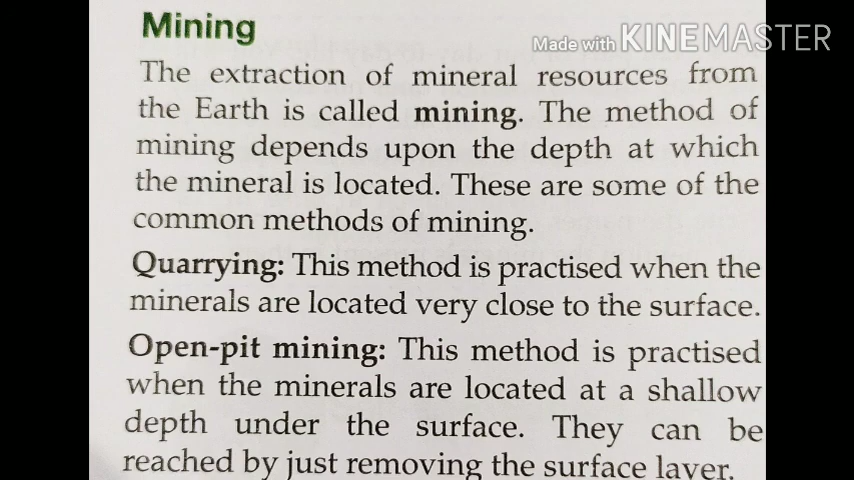 Mining
Made with KINEMASTER
The extraction of mineral resources from
the Earth is called mining. The method of
mining depends upon the depth at which
the mineral is located. These are some of the
common methods of mining.
Quarrying: This method is practised when the
minerals are located very close to the surface.
Open-pit mining: This method is practised
when the minerals are located at a shallow
depth under the surface. They can be
reached by just removing the surface layer.